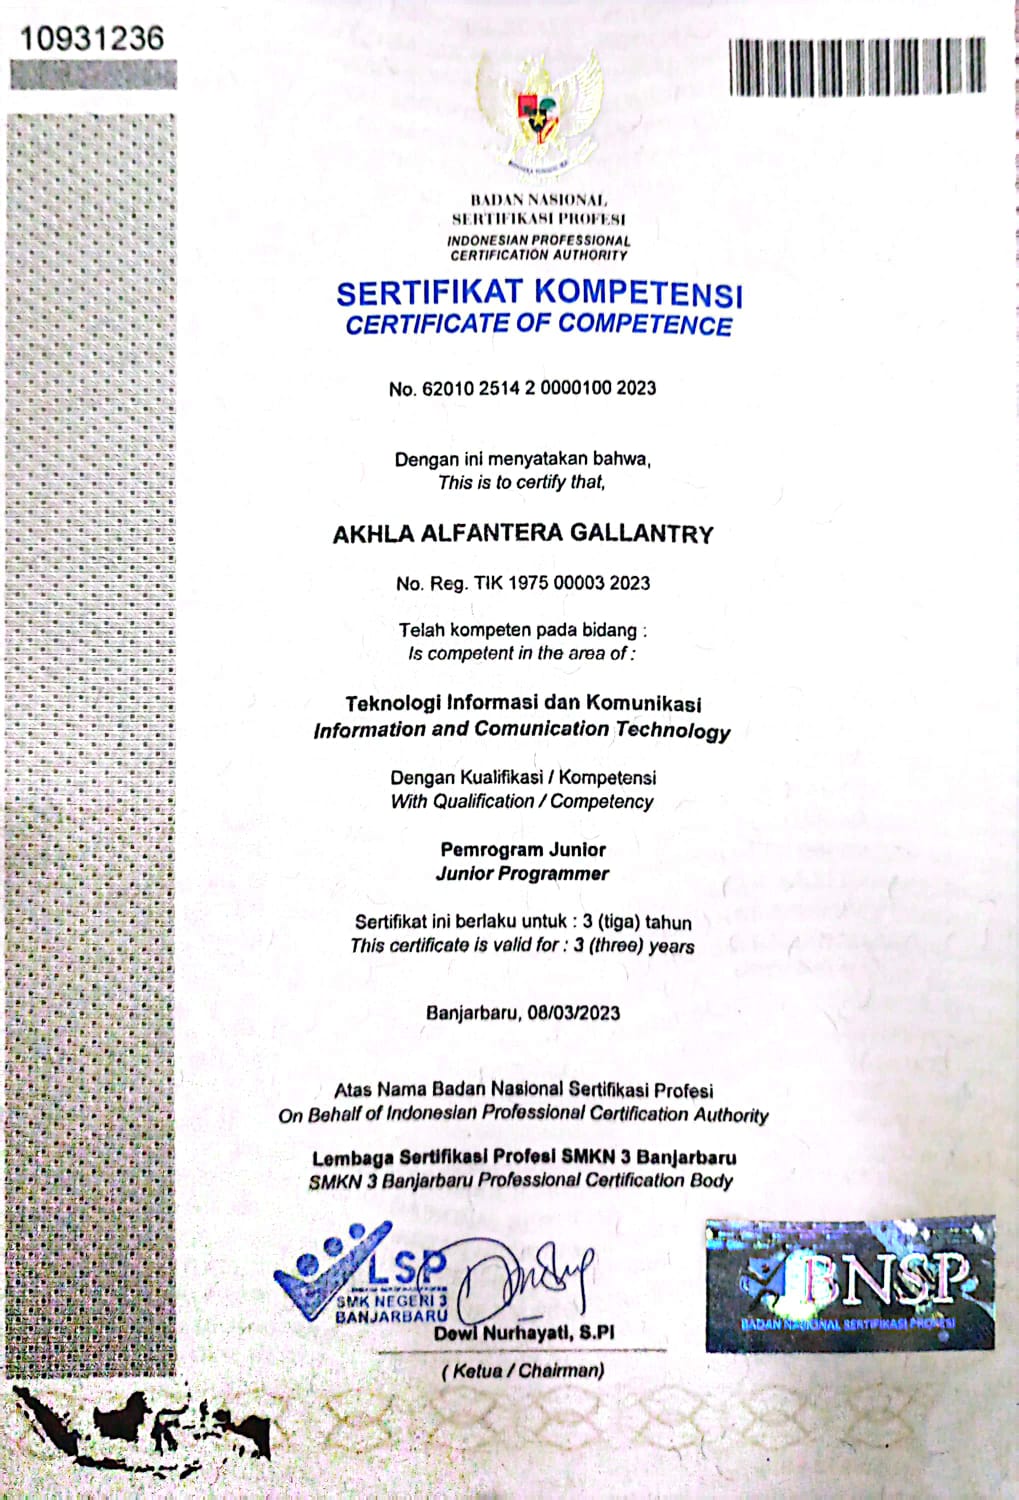 10931236
BADAN NASIONAL
SERTIFIKASI PROFESI
INDONESIAN PROFESSIONAL
CERTIFICATION AUTHORITY
SERTIFIKAT KOMPETENSI
CERTIFICATE OF COMPETENCE
No. 62010 2514 2 0000100 2023
Dengan ini menyatakan bahwa,
This is to certify that,
AKHLA ALFANTERA GALLANTRY
No. Reg. TIK 1975 00003 2023
Telah kompeten pada bidang :
Is competent in the area of :
Teknologi Informasi dan Komunikasi
Information and Comunication Technology
Dengan Kualifikasi / Kompetensi
With Qualification / Competency
Pemrogram Junior
Junior Programmer
Sertifikat ini berlaku untuk : 3 (tiga) tahun
This certificate is valid for : 3 (three) years
Banjarbaru, 08/03/2023
Atas Nama Badan Nasional Sertifikasi Profesi
On Behalf of Indonesian Professional Certification Authority
Lembaga Sertifikasi Profesi SMKN 3 Banjarbaru
SMKN 3 Banjarbaru Professional Certification Body
LSP
SMK NEGERI 3
BANJARBARU
Dewi Nurhayati, S.PI
( Ketua / Chairman)
BNSP
BADAN NASIONAL SERTIFIKASI PROFESI